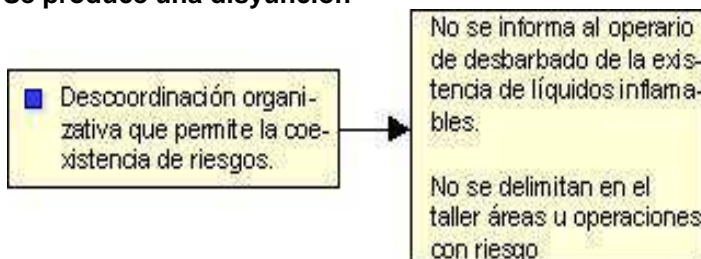 Se produce una disyunción
Descoordinación organi-
zativa que permite la coe-
xistencia de riesgos.
No se informa al operario
de desbarbado de la exis-
tencia de líquidos inflama-
bles.
No se delimitan en el
taller áreas u operaciones
con riesgo